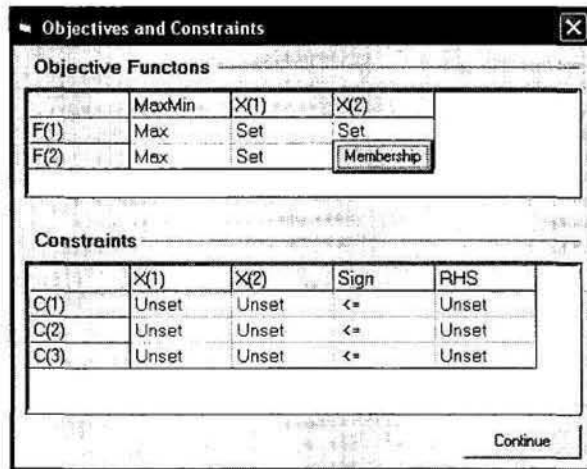 Objectives and Constraints
Objective Functons
MaxMin X(1) X(2)
F(1) Max Set Set
F(2) Max Set Membership
Constraints
X(1) X(2) Sign RHS
C(1) Unset Unset <= Unset
C(2) Unset Unset <= Unset
C(3) Unset Unset <= Unset
Continue